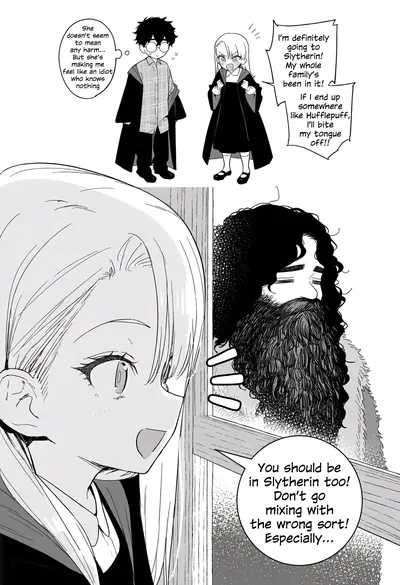 She
doesn't seem
to mean
any harm...
But she's
making me
feel like an idiot
who knows
nothing
I'm definitely
going to
Slytherin!
My whole
family's
been in it!
If I end up
somewhere
like Hufflepuff,
I'll bite
my tongue
off!!
You should be
in Slytherin too!
Don't go
mixing with
the wrong sort!
Especially...